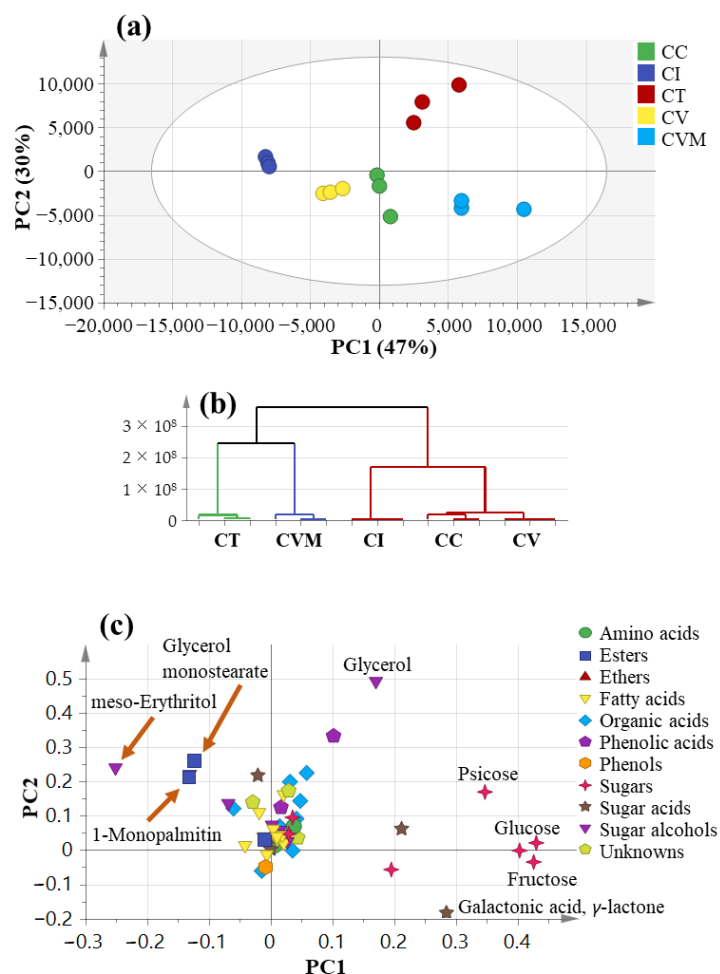 (a)
CC
CI
CT
CV
CVM
10,000
5,000
0
−5,000
−10,000
−15,000
PC2 (30%)
−20,000 −15,000 −10,000 −5,000 0 5,000 10,000 15,000
PC1 (47%)
(b)
3 × 10⁸
2 × 10⁸
1 × 10⁸
0
CT CVM CI CC CV
(c)
Glycerol
monostearate
meso-Erythritol
1-Monopalmitin
Glycerol
Psicose
Glucose
Fructose
Galactonic acid, γ-lactone
Amino acids
Esters
Ethers
Fatty acids
Organic acids
Phenolic acids
Phenols
Sugars
Sugar acids
Sugar alcohols
Unknowns
0.5
0.4
0.3
0.2
0.1
0
−0.1
−0.2
PC2
−0.3 −0.2 −0.1 0 0.1 0.2 0.3 0.4
PC1